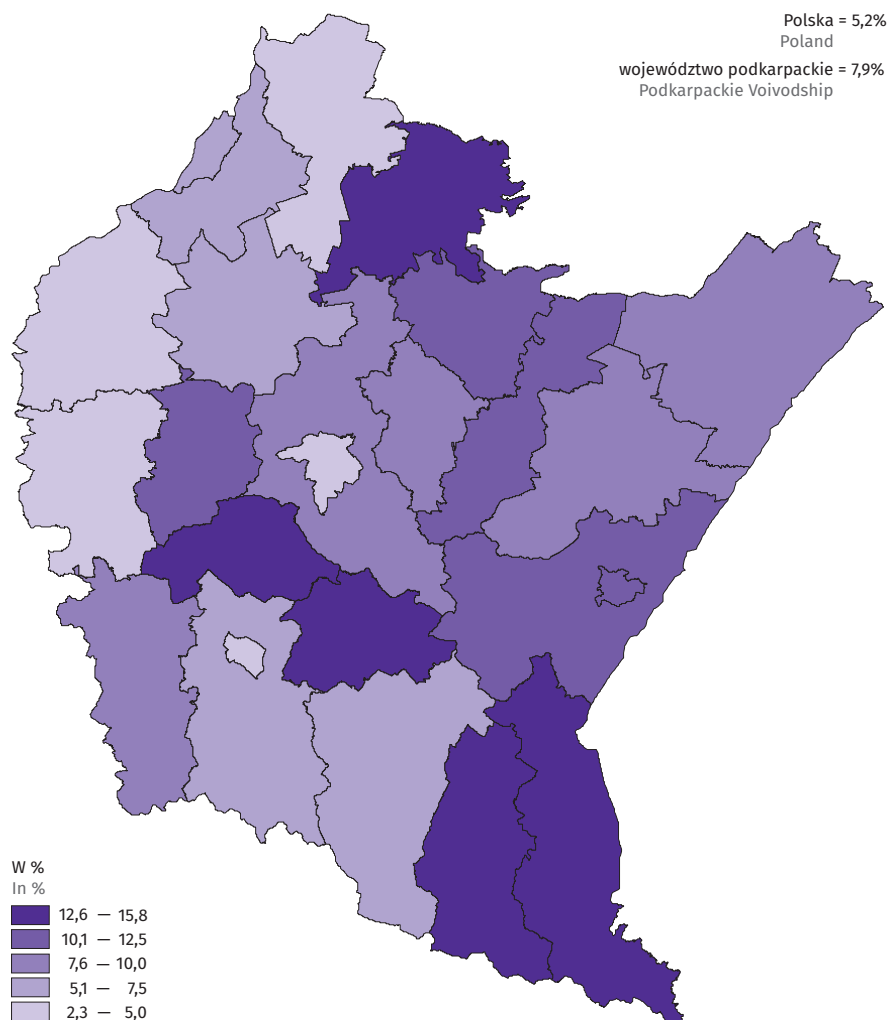 Polska = 5,2%
Poland
województwo podkarpackie = 7,9%
Podkarpackie Voivodship
W %
In %
12,6 — 15,8
10,1 — 12,5
7,6 — 10,0
5,1 — 7,5
2,3 — 5,0